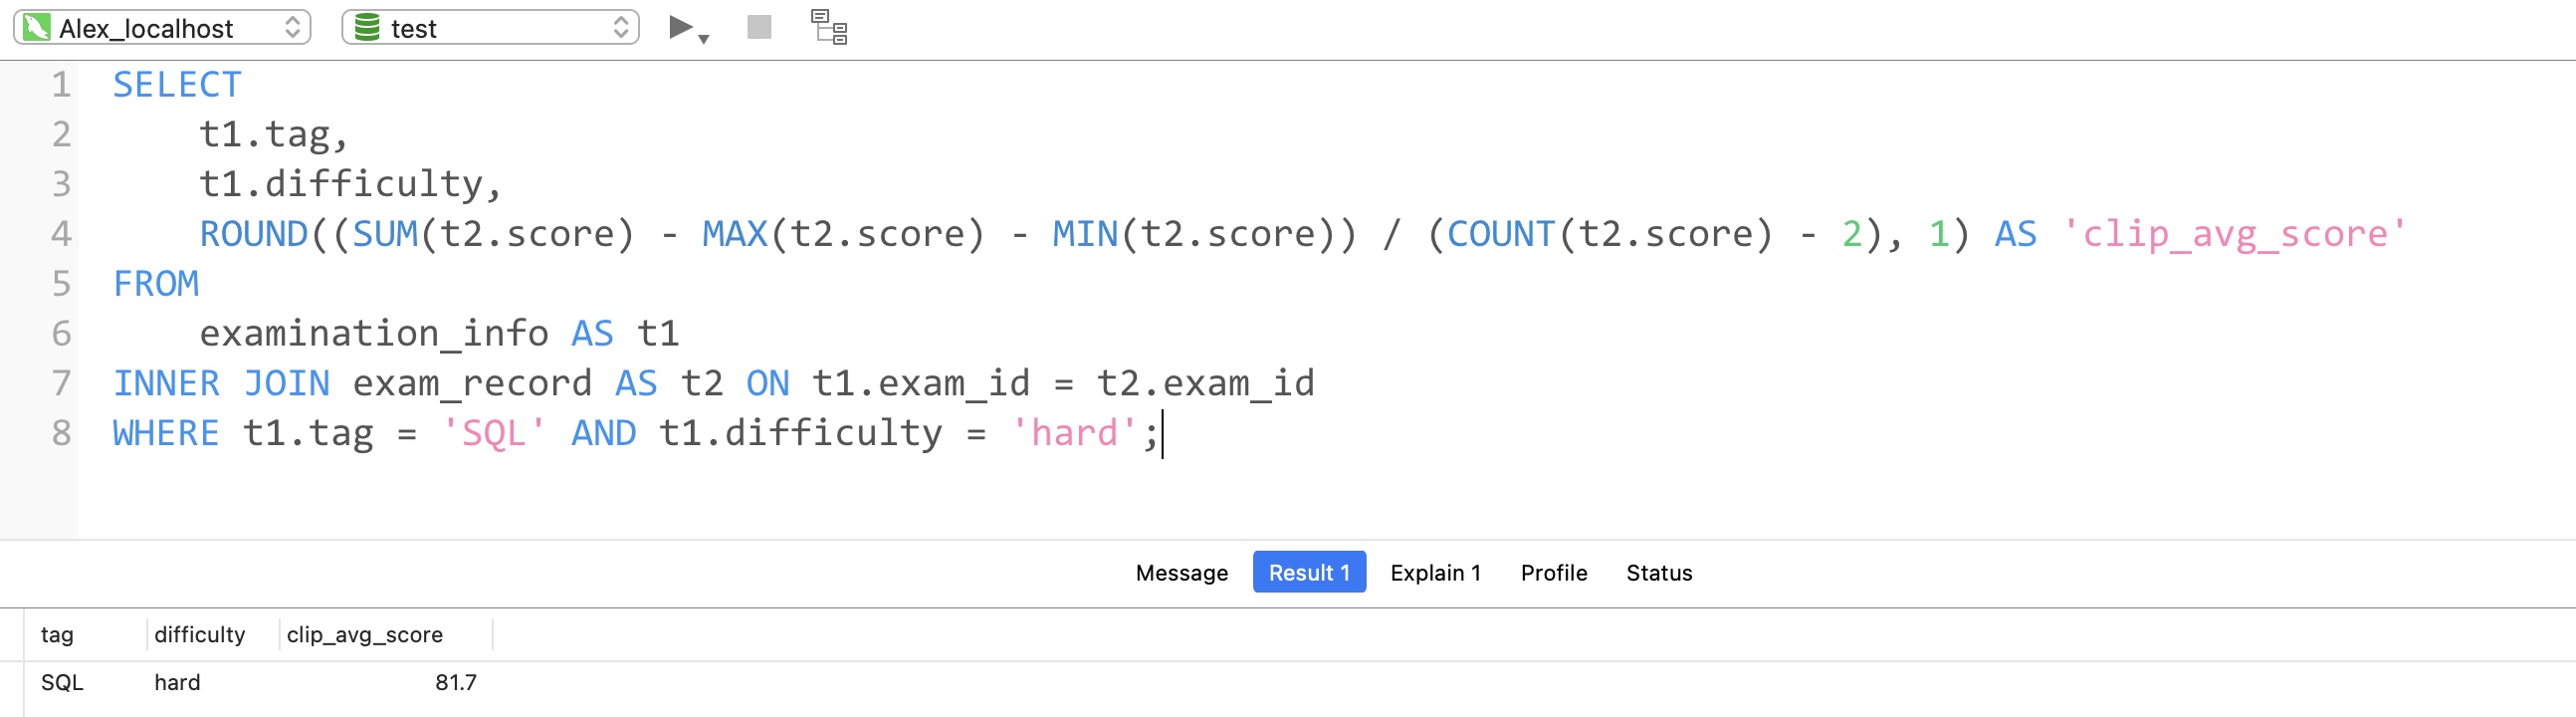 Alex_localhost test
1 SELECT
2 t1.tag,
3 t1.difficulty,
4 ROUND((SUM(t2.score) - MAX(t2.score) - MIN(t2.score)) / (COUNT(t2.score) - 2), 1) AS 'clip_avg_score'
5 FROM
6 examination_info AS t1
7 INNER JOIN exam_record AS t2 ON t1.exam_id = t2.exam_id
8 WHERE t1.tag = 'SQL' AND t1.difficulty = 'hard';
Message Result 1 Explain 1 Profile Status
tag difficulty clip_avg_score
SQL hard 81.7